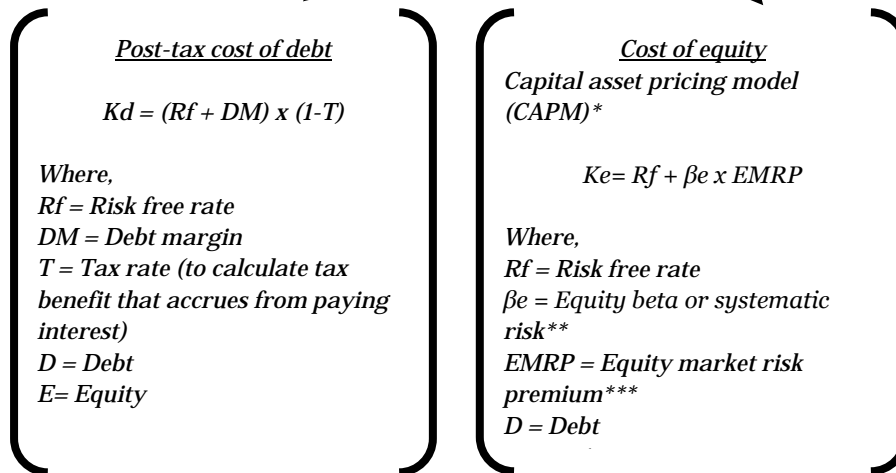 Post-tax cost of debt
Kd = (Rf + DM) x (1-T)
Where,
Rf = Risk free rate
DM = Debt margin
T = Tax rate (to calculate tax
benefit that accrues from paying
interest)
D = Debt
E= Equity
Cost of equity
Capital asset pricing model
(CAPM)*
Ke= Rf + βe x EMRP
Where,
Rf = Risk free rate
βe = Equity beta or systematic
risk**
EMRP = Equity market risk
premium***
D = Debt